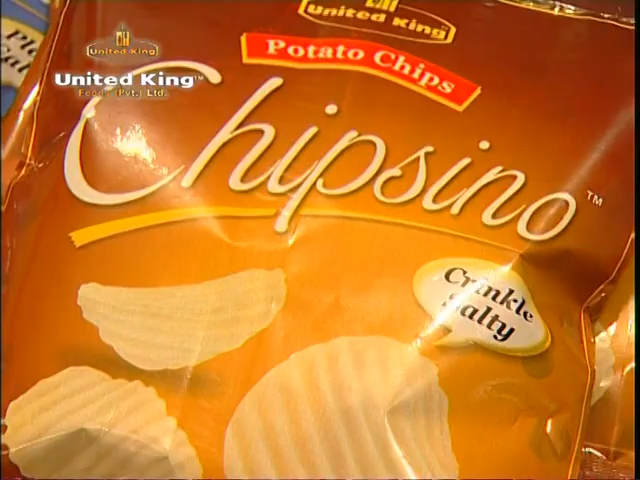 United King
United King™
Foods (Pvt.) Ltd.
United King
Potato Chips
Chipsino™
Crinkle
Salty